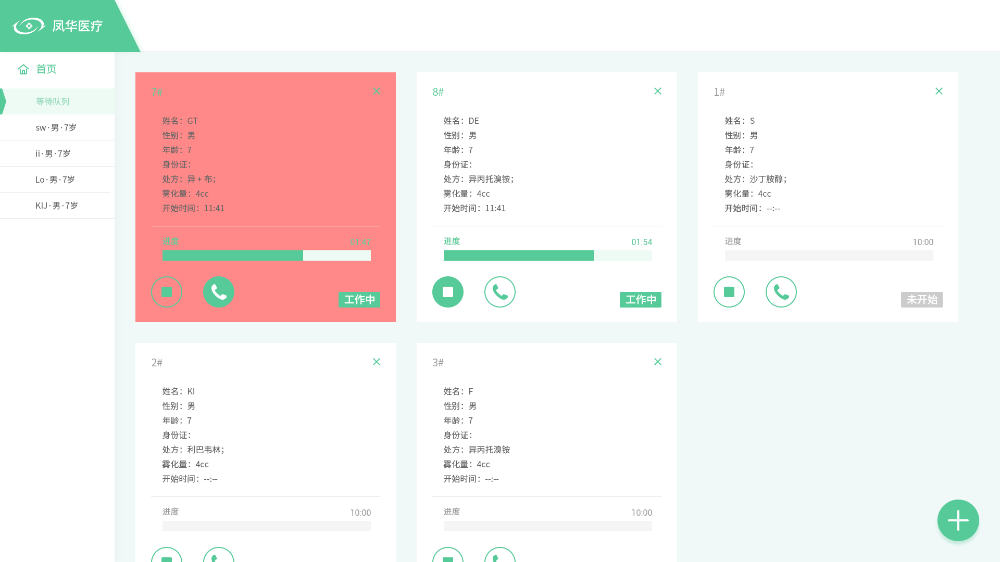 凤华医疗
首页
等待队列
sw·男·7岁
ii·男·7岁
Lo·男·7岁
KIJ·男·7岁
7#
姓名：GT
性别：男
年龄：7
身份证：
处方：异 + 布；
雾化量：4cc
开始时间：11:41
进度
01:47
工作中
8#
姓名：DE
性别：男
年龄：7
身份证：
处方：异丙托溴铵；
雾化量：4cc
开始时间：11:41
进度
01:54
工作中
1#
姓名：S
性别：男
年龄：7
身份证：
处方：沙丁胺醇；
雾化量：4cc
开始时间：--:--
进度
10:00
未开始
2#
姓名：KI
性别：男
年龄：7
身份证：
处方：利巴韦林；
雾化量：4cc
开始时间：--:--
进度
10:00
3#
姓名：F
性别：男
年龄：7
身份证：
处方：异丙托溴铵
雾化量：4cc
开始时间：--:--
进度
10:00